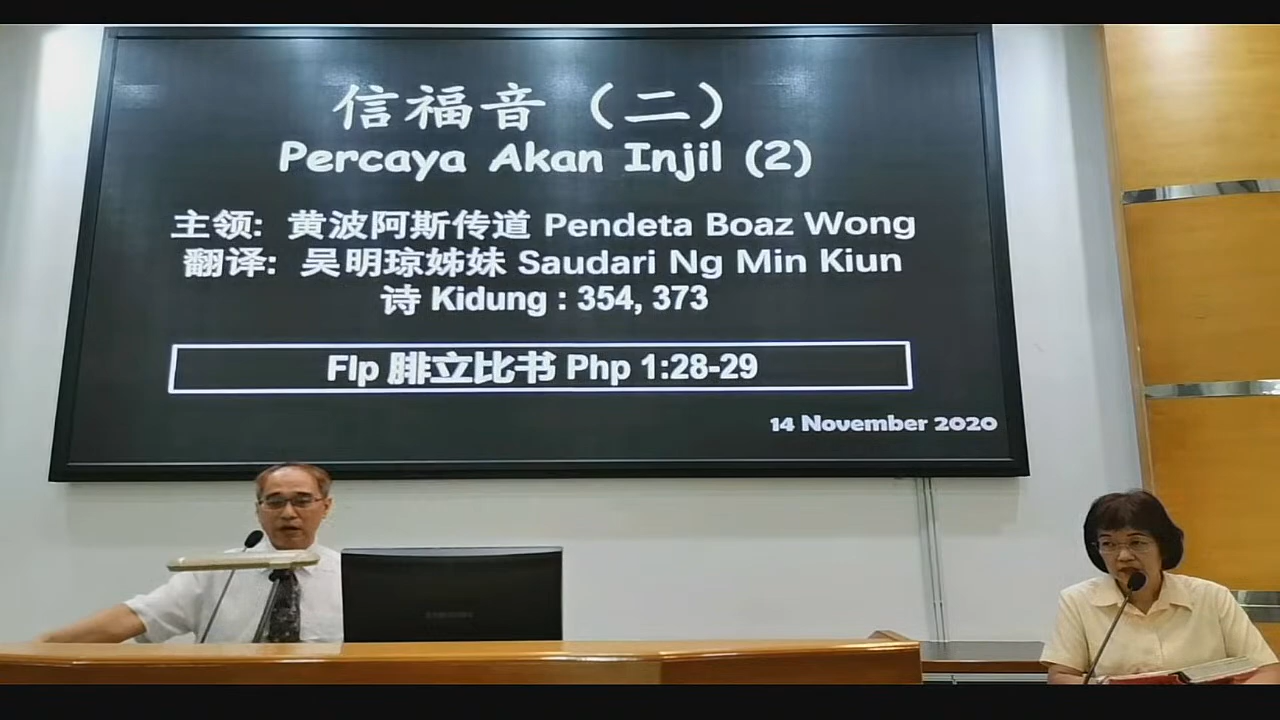 信福音（二）
Percaya Akan Injil (2)
主领: 黄波阿斯传道 Pendeta Boaz Wong
翻译: 吴明琼姊妹 Saudari Ng Min Kiun
诗 Kidung : 354, 373
Flp 腓立比书 Php 1:28-29
14 November 2020